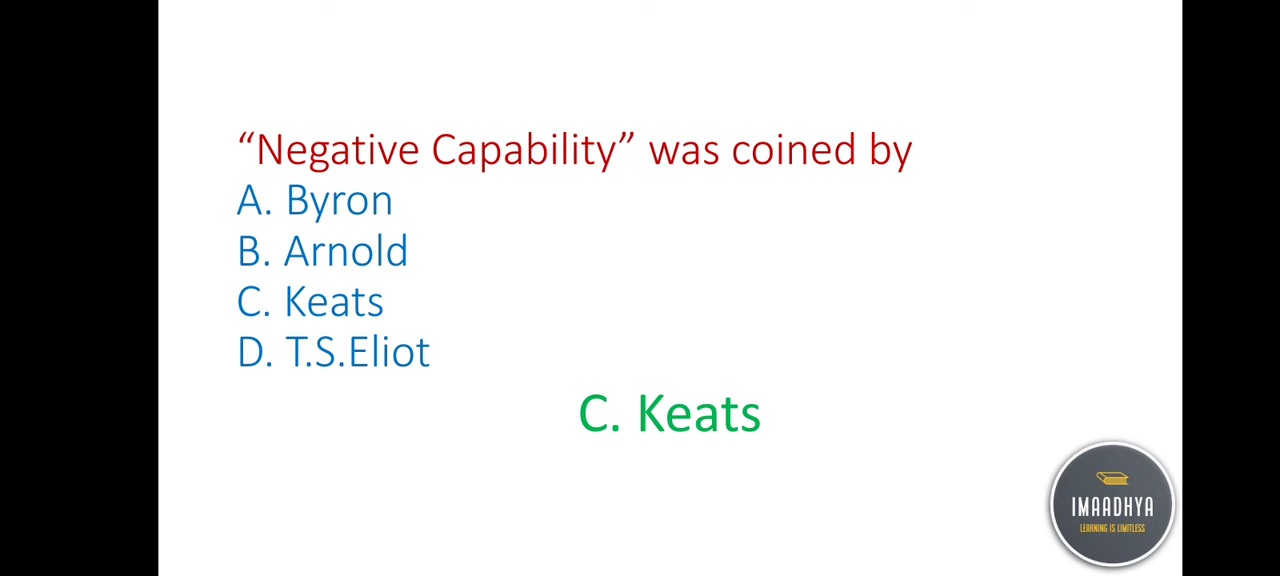 “Negative Capability” was coined by
A. Byron
B. Arnold
C. Keats
D. T.S.Eliot
C. Keats
IMAADHYA
LEARNING IS LIMITLESS